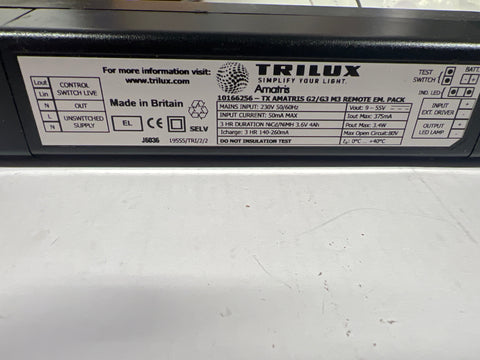 Lout
Lin
CONTROL
SWITCH LIVE
N
OUT
L
N
UNSWITCHED
SUPPLY
For more information visit:
www.trilux.com
Made in Britain
EL
SELV
J6036
19555/TRI/2/2
TRILUX
SIMPLIFY YOUR LIGHT.
Amatris
10166256 – TX AMATRIS G2/G3 M3 REMOTE EM. PACK
MAINS INPUT: 230V 50/60Hz
INPUT CURRENT: 50mA MAX
3 HR DURATION NiCd/NiMH 3.6V 4Ah
Icharge: 3 HR 140-260mA
DO NOT INSULATION TEST
Vout: 9 – 55V
Iout Max: 375mA
Pout Max: 3.4W
Max Open Circuit: 80V
0°C ... +40°C
TEST
SWITCH
BATT.
IND. LED
INPUT
EXT. DRIVER
OUTPUT
LED LAMP